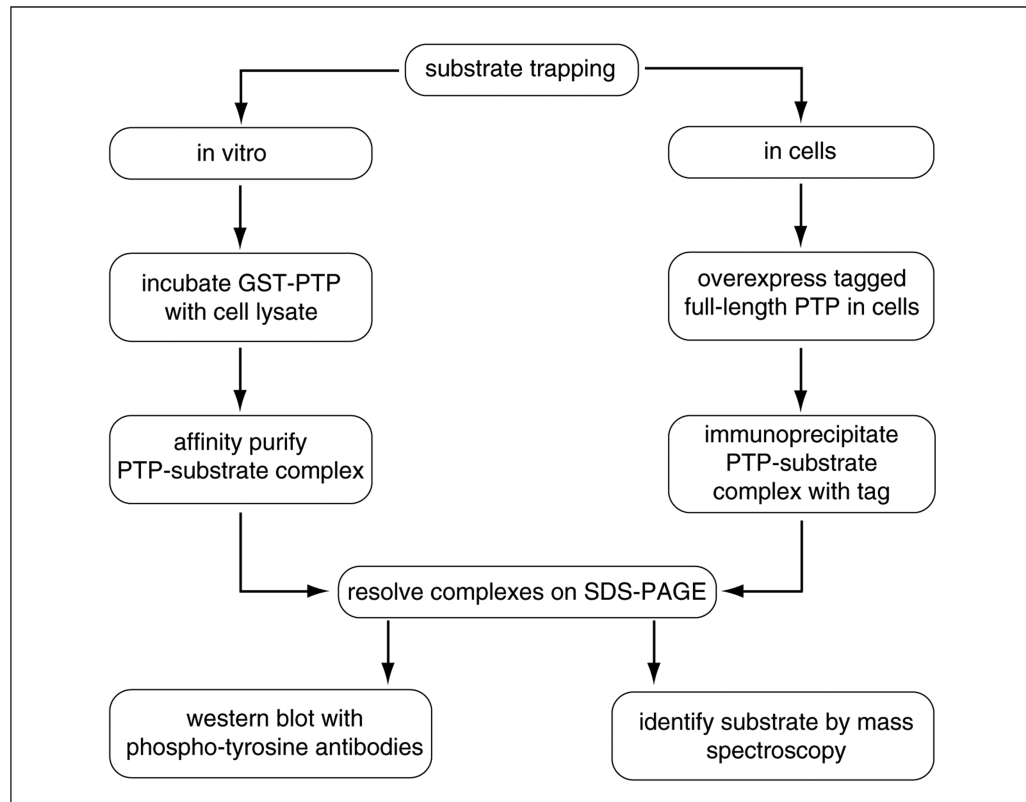 substrate trapping
in vitro
in cells
incubate GST-PTP
with cell lysate
overexpress tagged
full-length PTP in cells
affinity purify
PTP-substrate complex
immunoprecipitate
PTP-substrate
complex with tag
resolve complexes on SDS-PAGE
western blot with
phospho-tyrosine antibodies
identify substrate by mass
spectroscopy